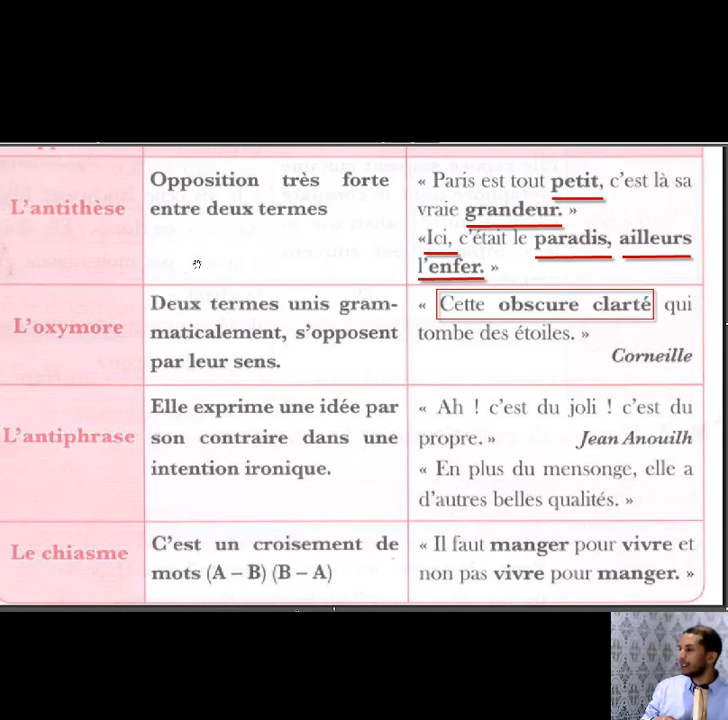 L'antithèse
Opposition très forte
entre deux termes
« Paris est tout petit, c'est là sa
vraie grandeur. »
«Ici, c'était le paradis, ailleurs
l'enfer. »
L'oxymore
Deux termes unis gram-
maticalement, s'opposent
par leur sens.
« Cette obscure clarté qui
tombe des étoiles. »
Corneille
L'antiphrase
Elle exprime une idée par
son contraire dans une
intention ironique.
« Ah ! c'est du joli ! c'est du
propre. » Jean Anouilh
« En plus du mensonge, elle a
d'autres belles qualités. »
Le chiasme
C'est un croisement de
mots (A – B) (B – A)
« Il faut manger pour vivre et
non pas vivre pour manger. »